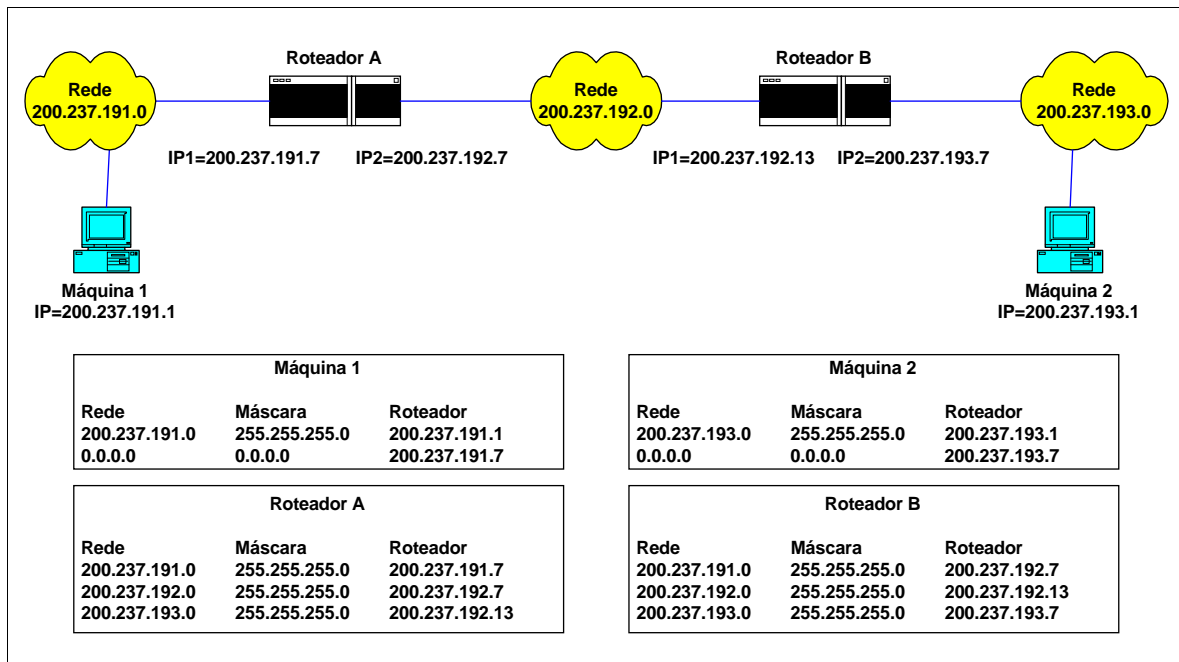 Roteador A
Roteador B
Rede
200.237.191.0
Rede
200.237.192.0
Rede
200.237.193.0
IP1=200.237.191.7
IP2=200.237.192.7
IP1=200.237.192.13
IP2=200.237.193.7
Máquina 1
IP=200.237.191.1
Máquina 2
IP=200.237.193.1
Máquina 1
Rede Máscara Roteador
200.237.191.0 255.255.255.0 200.237.191.1
0.0.0.0 0.0.0.0 200.237.191.7
Máquina 2
Rede Máscara Roteador
200.237.193.0 255.255.255.0 200.237.193.1
0.0.0.0 0.0.0.0 200.237.193.7
Roteador A
Rede Máscara Roteador
200.237.191.0 255.255.255.0 200.237.191.7
200.237.192.0 255.255.255.0 200.237.192.7
200.237.193.0 255.255.255.0 200.237.192.13
Roteador B
Rede Máscara Roteador
200.237.191.0 255.255.255.0 200.237.192.7
200.237.192.0 255.255.255.0 200.237.192.13
200.237.193.0 255.255.255.0 200.237.193.7